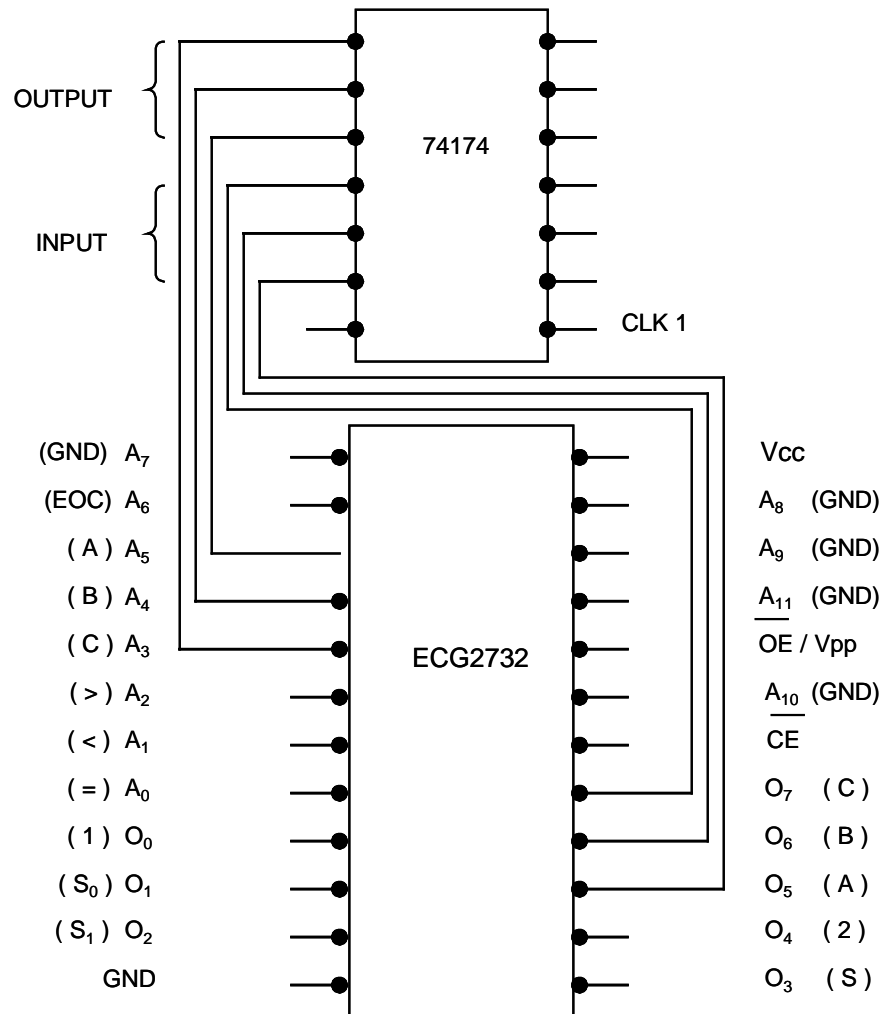 OUTPUT
74174
INPUT
CLK 1
(GND) A₇
Vcc
(EOC) A₆
A₈ (GND)
( A ) A₅
A₉ (GND)
( B ) A₄
A₁₁ (GND)
( C ) A₃
ECG2732
O̅E̅ / Vpp
( > ) A₂
A₁₀ (GND)
( < ) A₁
C̅E̅
( = ) A₀
O₇ ( C )
( 1 ) O₀
O₆ ( B )
( S₀ ) O₁
O₅ ( A )
( S₁ ) O₂
O₄ ( 2 )
GND
O₃ ( S )